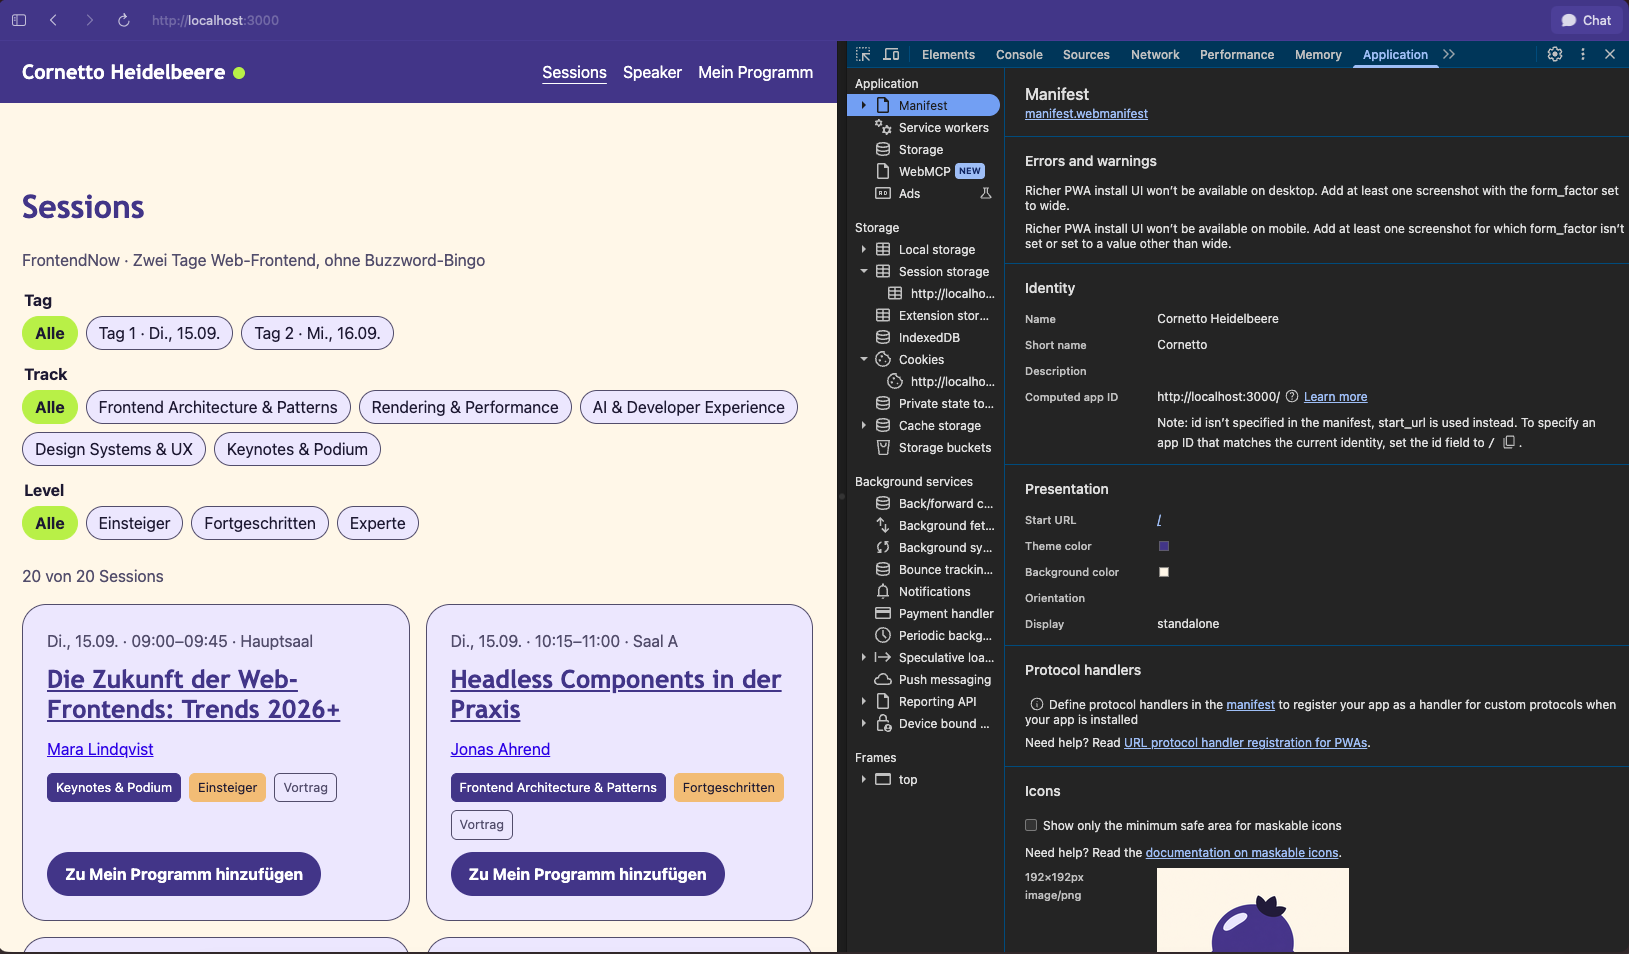 http://localhost:3000
Chat
Cornetto Heidelbeere
Sessions Speaker Mein Programm
Sessions
FrontendNow · Zwei Tage Web-Frontend, ohne Buzzword-Bingo
Tag
Alle Tag 1 · Di., 15.09. Tag 2 · Mi., 16.09.
Track
Alle Frontend Architecture & Patterns Rendering & Performance AI & Developer Experience
Design Systems & UX Keynotes & Podium
Level
Alle Einsteiger Fortgeschritten Experte
20 von 20 Sessions
Di., 15.09. · 09:00–09:45 · Hauptsaal
Die Zukunft der Web-
Frontends: Trends 2026+
Mara Lindqvist
Keynotes & Podium Einsteiger Vortrag
Zu Mein Programm hinzufügen
Di., 15.09. · 10:15–11:00 · Saal A
Headless Components in der
Praxis
Jonas Ahrend
Frontend Architecture & Patterns Fortgeschritten
Vortrag
Zu Mein Programm hinzufügen
Elements Console Sources Network Performance Memory Application
Application
Manifest
Service workers
Storage
WebMCP NEW
Ads
Storage
Local storage
Session storage
http://localho...
Extension stor...
IndexedDB
Cookies
http://localho...
Private state to...
Cache storage
Storage buckets
Background services
Back/forward c...
Background fet...
Background sy...
Bounce trackin...
Notifications
Payment handler
Periodic backg...
Speculative loa...
Push messaging
Reporting API
Device bound ...
Frames
top
Manifest
manifest.webmanifest
Errors and warnings
Richer PWA install UI won't be available on desktop. Add at least one screenshot with the form_factor set
to wide.
Richer PWA install UI won't be available on mobile. Add at least one screenshot for which form_factor isn't
set or set to a value other than wide.
Identity
Name Cornetto Heidelbeere
Short name Cornetto
Description
Computed app ID http://localhost:3000/ Learn more
Note: id isn't specified in the manifest, start_url is used instead. To specify an
app ID that matches the current identity, set the id field to / .
Presentation
Start URL /
Theme color
Background color
Orientation
Display standalone
Protocol handlers
Define protocol handlers in the manifest to register your app as a handler for custom protocols when
your app is installed
Need help? Read URL protocol handler registration for PWAs.
Icons
Show only the minimum safe area for maskable icons
Need help? Read the documentation on maskable icons.
192×192px
image/png